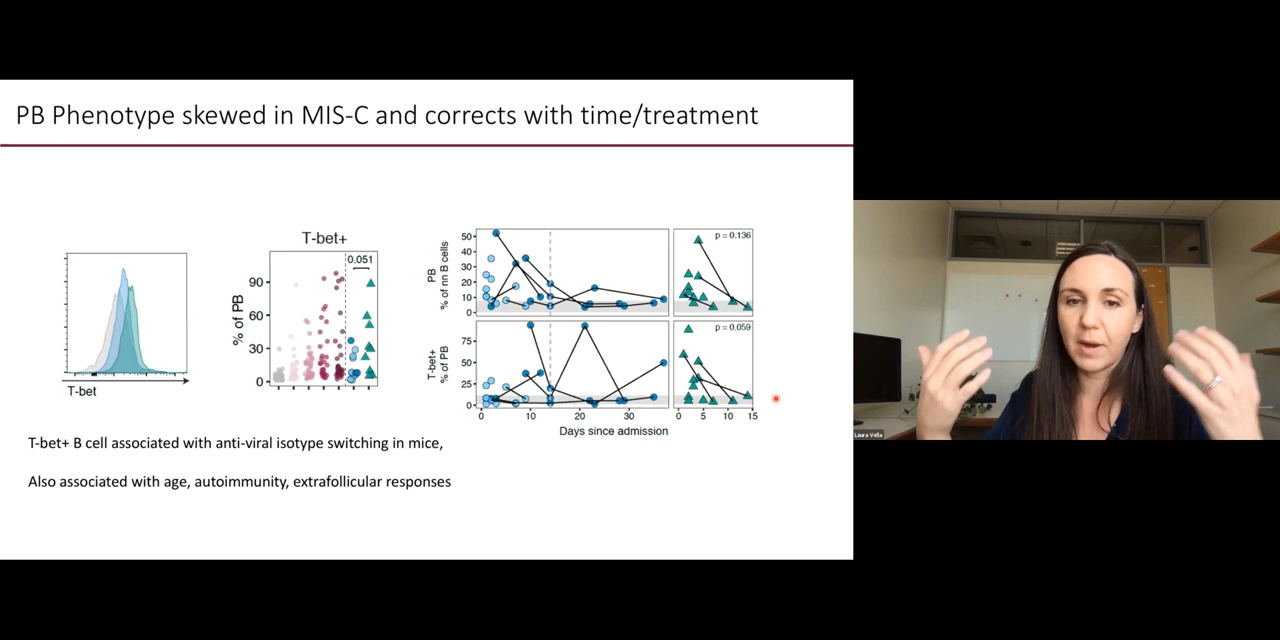 PB Phenotype skewed in MIS-C and corrects with time/treatment
T-bet
T-bet+
0.051
% of PB
90
60
30
0
PB
% of nn B cells
50
40
30
20
10
0
p = 0.136
T-bet+
% of PB
75
50
25
0
p = 0.059
0 10 20 30 0 5 10 15
Days since admission
T-bet+ B cell associated with anti-viral isotype switching in mice,
Also associated with age, autoimmunity, extrafollicular responses
Laura Vella